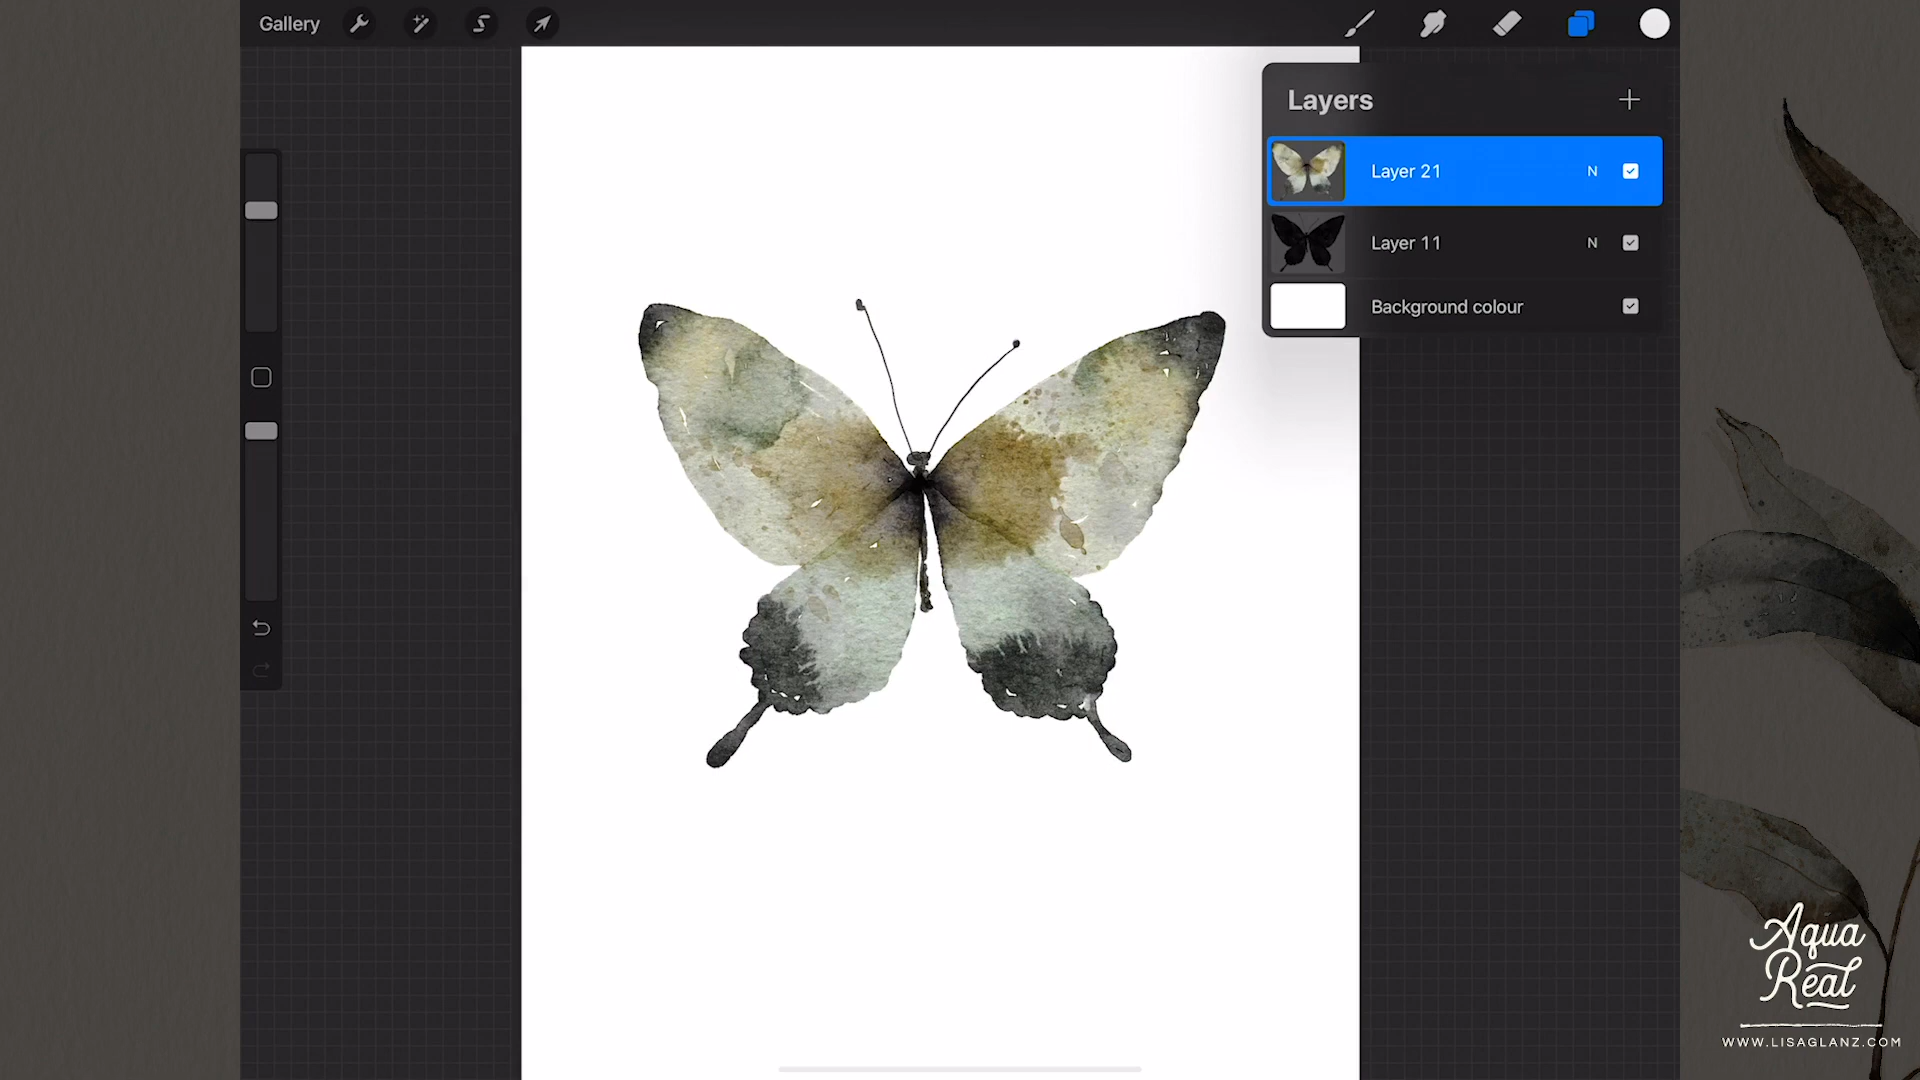 Gallery
Layers
Layer 21 N
Layer 11 N
Background colour
Aqua
Real
WWW.LISAGLANZ.COM